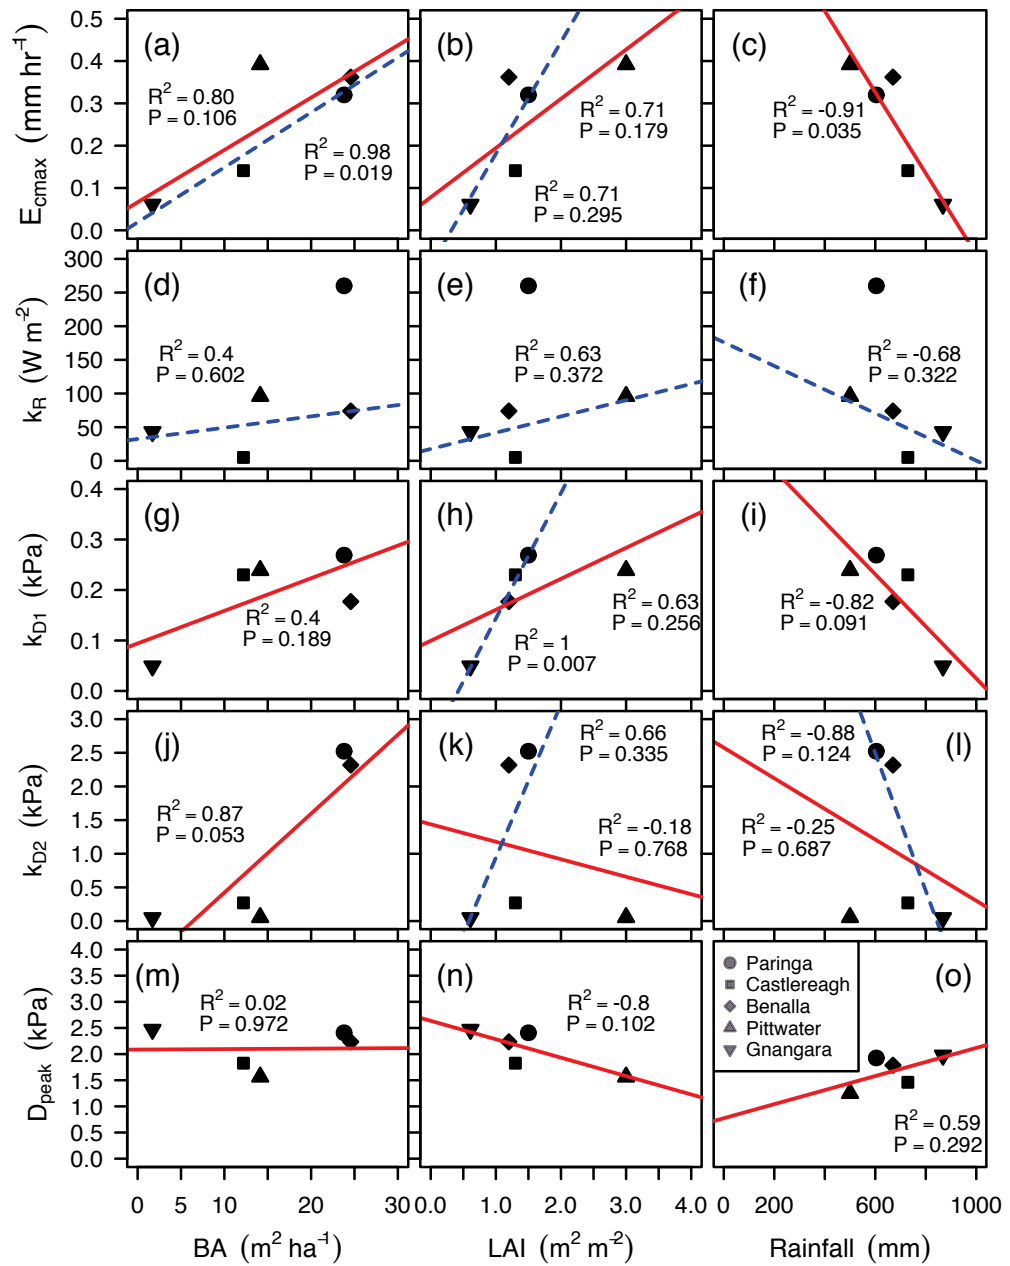 (a)
R² = 0.80
P = 0.106
R² = 0.98
P = 0.019
(b)
R² = 0.71
P = 0.179
R² = 0.71
P = 0.295
(c)
R² = -0.91
P = 0.035
0.5
0.4
0.3
0.2
0.1
0.0
E_cmax (mm hr⁻¹)
(d)
R² = 0.4
P = 0.602
(e)
R² = 0.63
P = 0.372
(f)
R² = -0.68
P = 0.322
300
250
200
150
100
50
0
k_R (W m⁻²)
(g)
R² = 0.4
P = 0.189
(h)
R² = 0.63
P = 0.256
R² = 1
P = 0.007
(i)
R² = -0.82
P = 0.091
0.4
0.3
0.2
0.1
0.0
k_D1 (kPa)
(j)
R² = 0.87
P = 0.053
(k)
R² = 0.66
P = 0.335
R² = -0.18
P = 0.768
(l)
R² = -0.88
P = 0.124
R² = -0.25
P = 0.687
3.0
2.5
2.0
1.5
1.0
0.5
0.0
k_D2 (kPa)
(m)
R² = 0.02
P = 0.972
(n)
R² = -0.8
P = 0.102
(o)
Paringa
Castlereagh
Benalla
Pittwater
Gnangara
R² = 0.59
P = 0.292
4.0
3.5
3.0
2.5
2.0
1.5
1.0
0.5
0.0
D_peak (kPa)
0 5 10 20 30
0.0 1.0 2.0 3.0 4.0
0 200 400 600 1000
BA (m² ha⁻¹)
LAI (m² m⁻²)
Rainfall (mm)